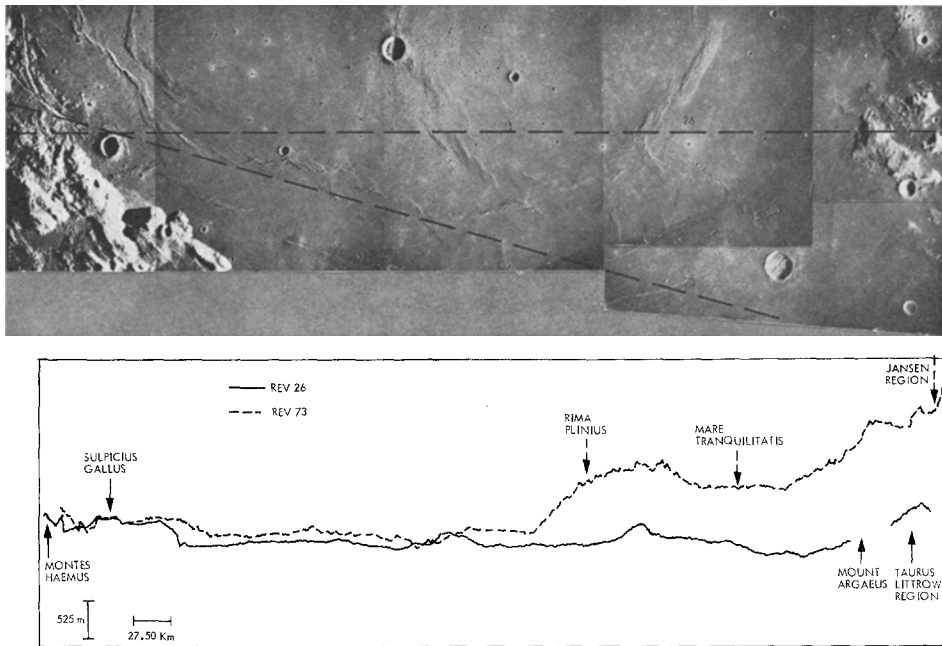 26
REV 26
REV 73
JANSEN
REGION
RIMA
PLINIUS
MARE
TRANQUILITATIS
SULPICIUS
GALLUS
MONTES
HAEMUS
MOUNT
ARGAEUS
TAURUS
LITTROW
REGION
525 m
27.50 Km